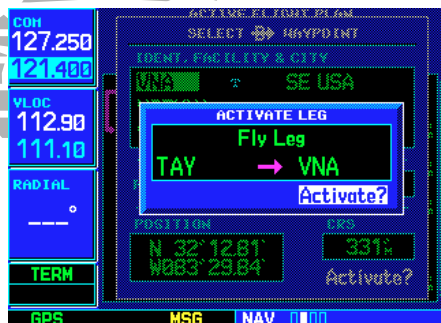 COM
127.250
121.400
VLOC
112.90
111.10
RADIAL
___°
TERM
GPS
MSG
NAV
ACTIVE FLIGHT PLAN
SELECT D WAYPOINT
IDENT, FACILITY & CITY
VNA SE USA
ACTIVATE LEG
Fly Leg
TAY → VNA
Activate?
POSITION
N 32°12.81'
W083°29.84'
CRS
331°M
Activate?